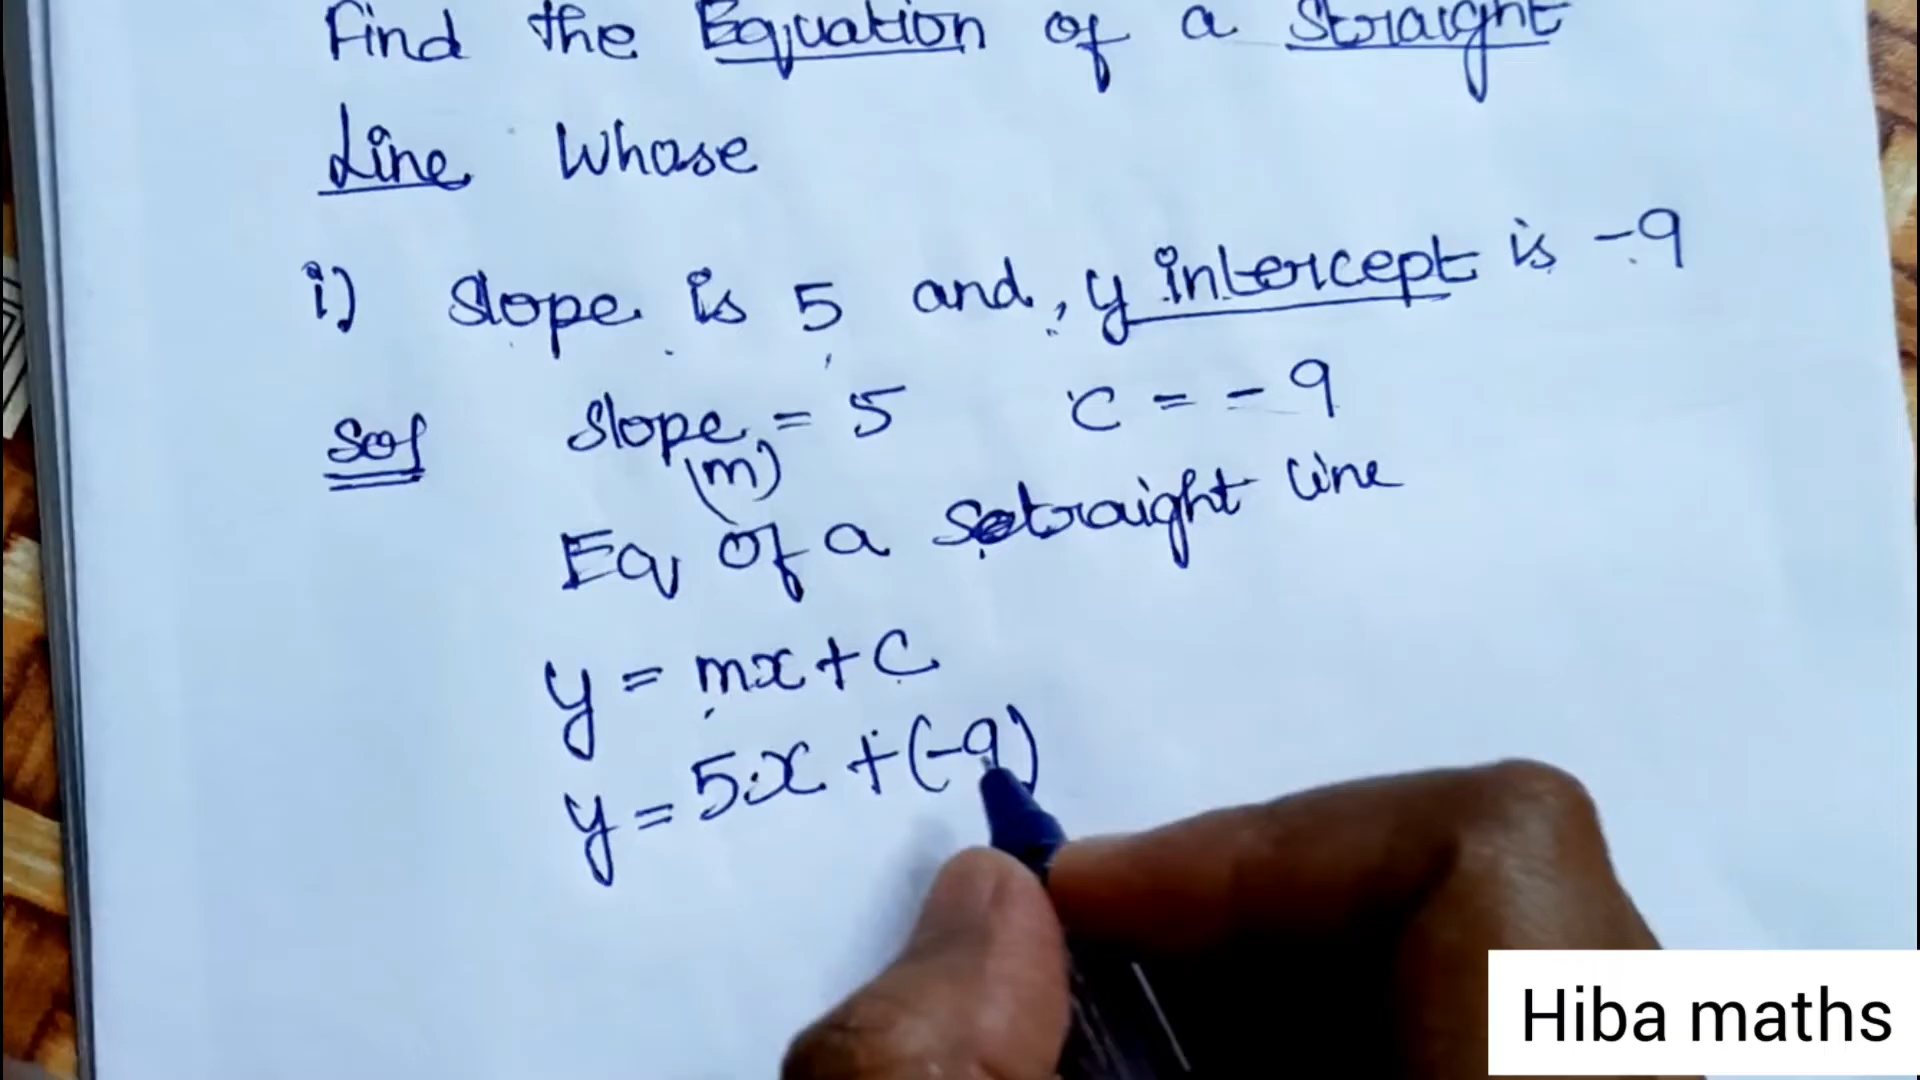 Find the Equation of a Straight
Line Whose
i) Slope is 5 and, y intercept is -9
Sol Slope = 5 C = - 9
(m)
Eq of a straight line
y = mx + c
y = 5x + (-9)
Hiba maths